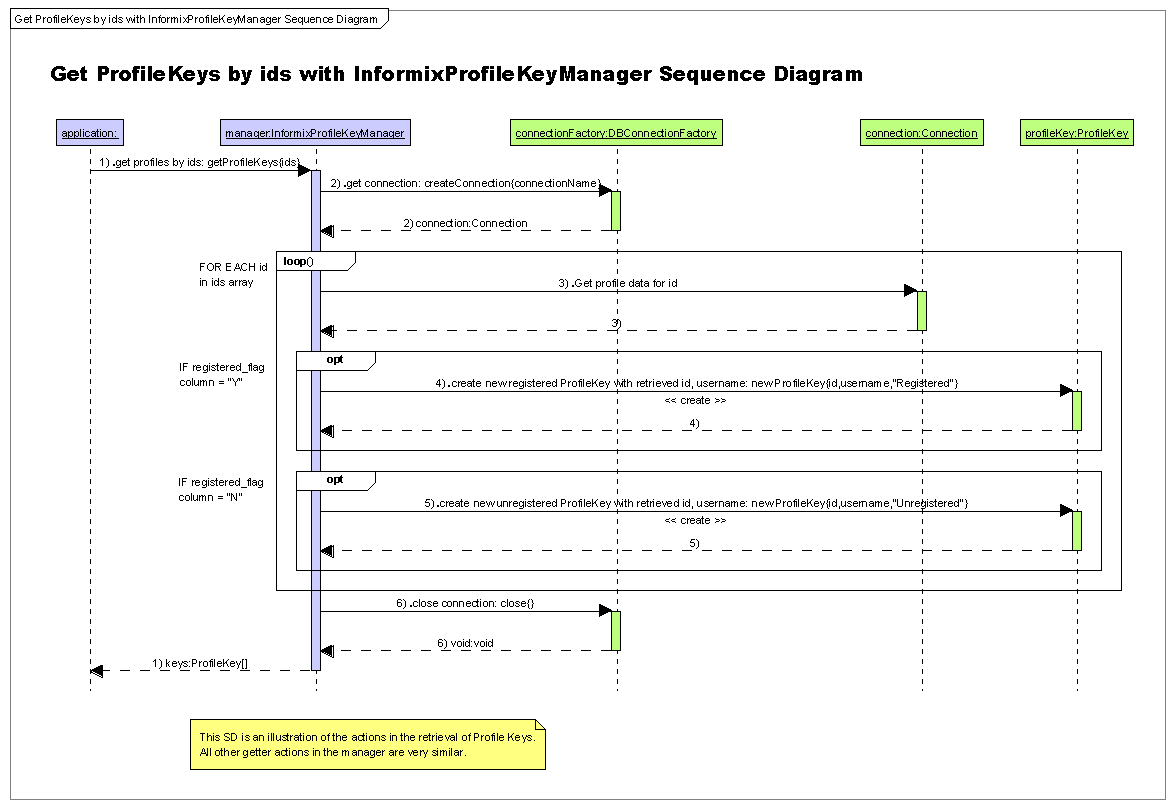 Get ProfileKeys by ids with InformixProfileKeyManager Sequence Diagram
Get ProfileKeys by ids with InformixProfileKeyManager Sequence Diagram
application:
manager:InformixProfileKeyManager
connectionFactory:DBConnectionFactory
connection:Connection
profileKey:ProfileKey
1) .get profiles by ids: getProfileKeys{ids}
2) .get connection: createConnection{connectionName}
2) connection:Connection
loop()
FOR EACH id
in ids array
3) .Get profile data for id
3)
opt
IF registered_flag
column = "Y"
4).create new registered ProfileKey with retrieved id, username: new ProfileKey{id,username,"Registered"}
<< create >>
4)
opt
IF registered_flag
column = "N"
5).create new unregistered ProfileKey with retrieved id, username: new ProfileKey{id,username,"Unregistered"}
<< create >>
5)
6) .close connection: close{}
6) void:void
1) keys:ProfileKey[]
This SD is an illustration of the actions in the retrieval of Profile Keys.
All other getter actions in the manager are very similar.